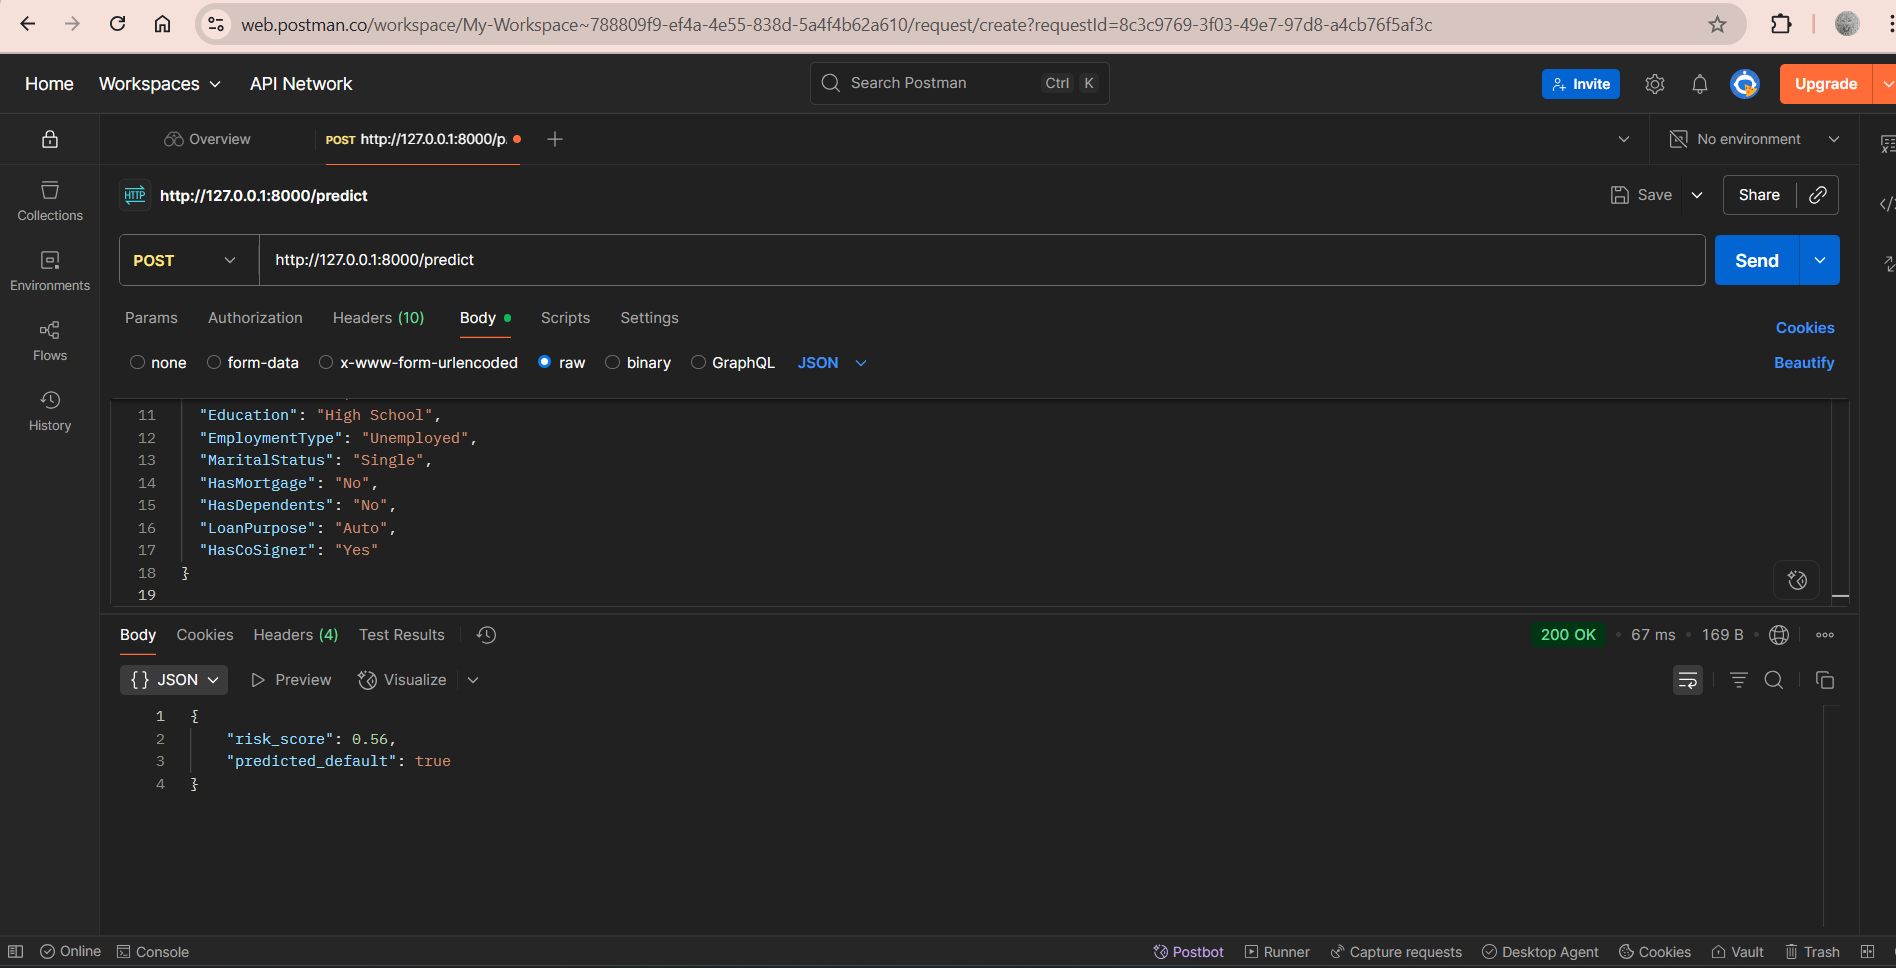 web.postman.co/workspace/My-Workspace~788809f9-ef4a-4e55-838d-5a4f4b62a610/request/create?requestId=8c3c9769-3f03-49e7-97d8-a4cb76f5af3c
Home Workspaces API Network Search Postman Ctrl K Invite Upgrade
Overview POST http://127.0.0.1:8000/p. No environment
HTTP http://127.0.0.1:8000/predict Save Share
Collections
POST http://127.0.0.1:8000/predict Send
Environments
Params Authorization Headers (10) Body Scripts Settings Cookies
Flows
none form-data x-www-form-urlencoded raw binary GraphQL JSON Beautify
History
11 "Education": "High School",
12 "EmploymentType": "Unemployed",
13 "MaritalStatus": "Single",
14 "HasMortgage": "No",
15 "HasDependents": "No",
16 "LoanPurpose": "Auto",
17 "HasCoSigner": "Yes"
18 }
19
Body Cookies Headers (4) Test Results 200 OK • 67 ms • 169 B
{} JSON Preview Visualize
1 {
2 "risk_score": 0.56,
3 "predicted_default": true
4 }
Online Console Postbot Runner Capture requests Desktop Agent Cookies Vault Trash